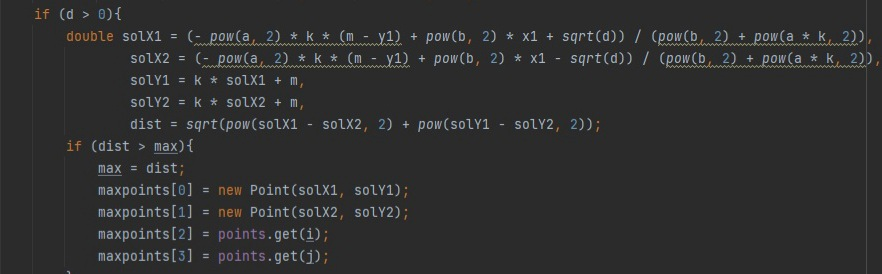 if (d > 0){
double solX1 = (- pow(a, 2) * k * (m - y1) + pow(b, 2) * x1 + sqrt(d)) / (pow(b, 2) + pow(a * k, 2)),
solX2 = (- pow(a, 2) * k * (m - y1) + pow(b, 2) * x1 - sqrt(d)) / (pow(b, 2) + pow(a * k, 2)),
solY1 = k * solX1 + m,
solY2 = k * solX2 + m,
dist = sqrt(pow(solX1 - solX2, 2) + pow(solY1 - solY2, 2));
if (dist > max){
max = dist;
maxpoints[0] = new Point(solX1, solY1);
maxpoints[1] = new Point(solX2, solY2);
maxpoints[2] = points.get(i);
maxpoints[3] = points.get(j);